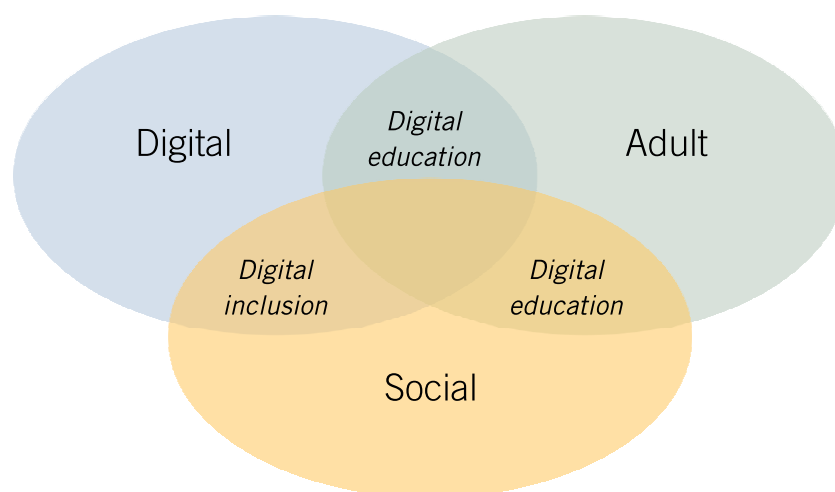 Digital
education
Digital
Adult
Digital
inclusion
Digital
education
Social